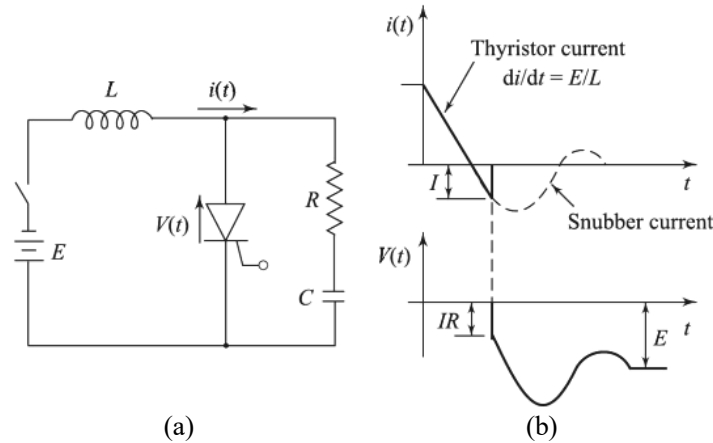 L
i(t)
R
V(t)
E
C
(a)
i(t)
Thyristor current
di/dt = E/L
I
t
Snubber current
V(t)
IR
t
E
(b)